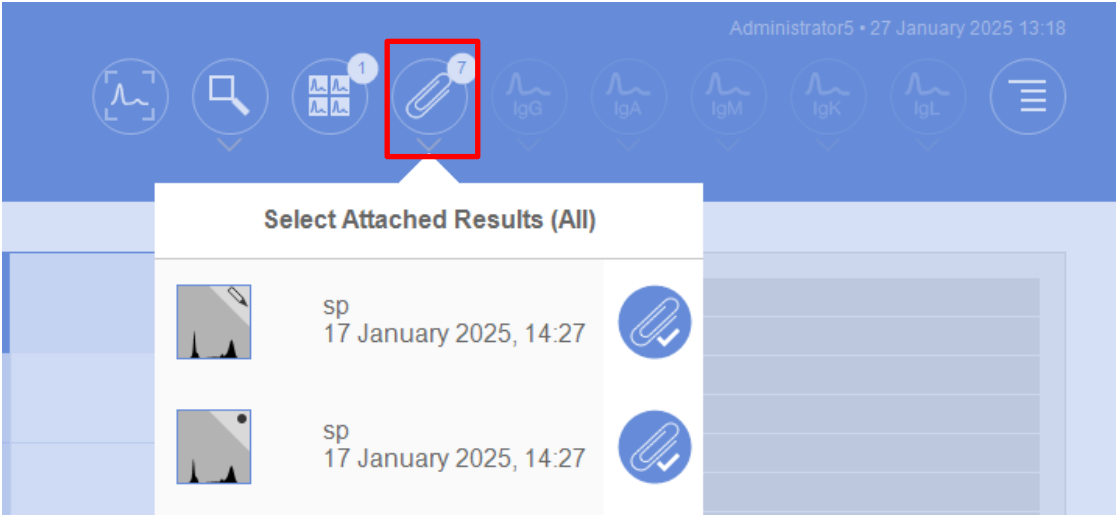 Administrator5 • 27 January 2025 13:18
1
7
IgG
IgA
IgM
IgK
IgL
Select Attached Results (All)
sp
17 January 2025, 14:27
sp
17 January 2025, 14:27